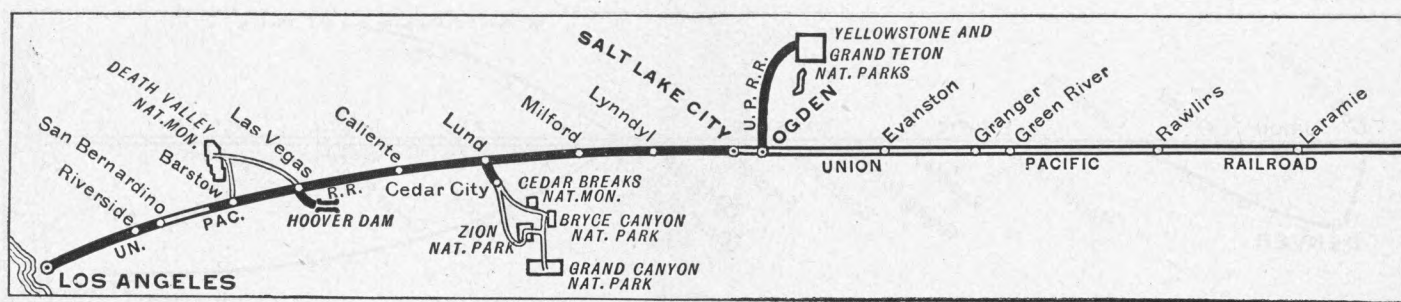 YELLOWSTONE AND
GRAND TETON
NAT. PARKS
SALT LAKE CITY
U. P. R. R.
OGDEN
DEATH VALLEY
NAT. MON.
San Bernardino
Riverside
Barstow
Las Vegas
Caliente
Lund
Milford
Lynndyl
Evanston
Granger
Green River
Rawlins
Laramie
UNION PACIFIC RAILROAD
UN. PAC. R.R.
HOOVER DAM
Cedar City
CEDAR BREAKS
NAT. MON.
BRYCE CANYON
NAT. PARK
ZION
NAT. PARK
GRAND CANYON
NAT. PARK
LOS ANGELES